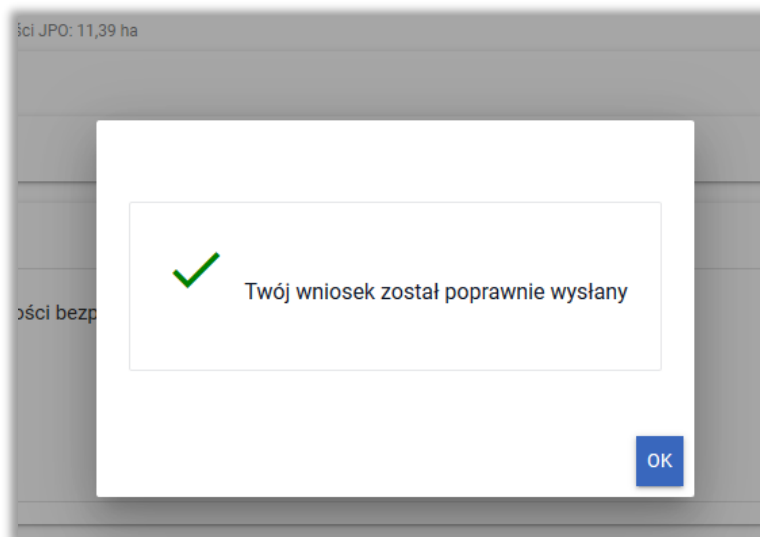 ści JPO: 11,39 ha
Twój wniosek został poprawnie wysłany
ości bezp
OK